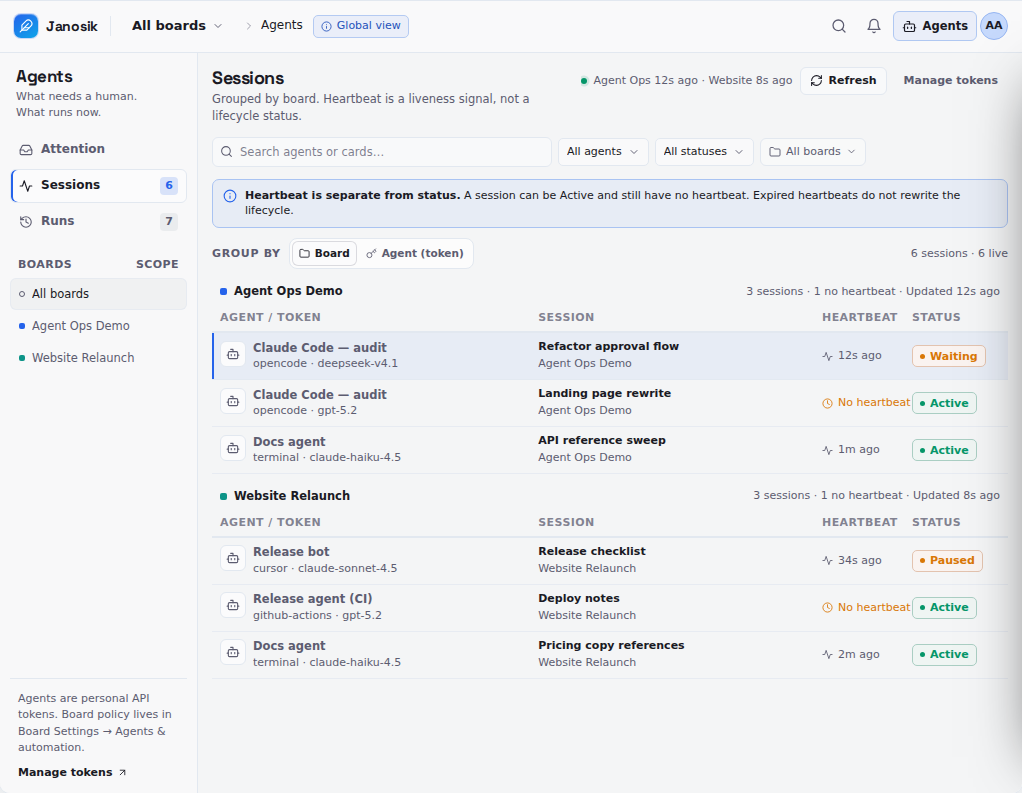 Janosik
All boards
Agents
Global view
Agents
AA
Agents
What needs a human.
What runs now.
Attention
Sessions 6
Runs 7
BOARDS SCOPE
All boards
Agent Ops Demo
Website Relaunch
Agents are personal API
tokens. Board policy lives in
Board Settings → Agents &
automation.
Manage tokens
Sessions
Grouped by board. Heartbeat is a liveness signal, not a
lifecycle status.
Agent Ops 12s ago · Website 8s ago
Refresh
Manage tokens
Search agents or cards…
All agents
All statuses
All boards
Heartbeat is separate from status. A session can be Active and still have no heartbeat. Expired heartbeats do not rewrite the
lifecycle.
GROUP BY Board Agent (token) 6 sessions · 6 live
Agent Ops Demo 3 sessions · 1 no heartbeat · Updated 12s ago
AGENT / TOKEN SESSION HEARTBEAT STATUS
Claude Code — audit
opencode · deepseek-v4.1
Refactor approval flow
Agent Ops Demo
12s ago
Waiting
Claude Code — audit
opencode · gpt-5.2
Landing page rewrite
Agent Ops Demo
No heartbeat
Active
Docs agent
terminal · claude-haiku-4.5
API reference sweep
Agent Ops Demo
1m ago
Active
Website Relaunch 3 sessions · 1 no heartbeat · Updated 8s ago
AGENT / TOKEN SESSION HEARTBEAT STATUS
Release bot
cursor · claude-sonnet-4.5
Release checklist
Website Relaunch
34s ago
Paused
Release agent (CI)
github-actions · gpt-5.2
Deploy notes
Website Relaunch
No heartbeat
Active
Docs agent
terminal · claude-haiku-4.5
Pricing copy references
Website Relaunch
2m ago
Active